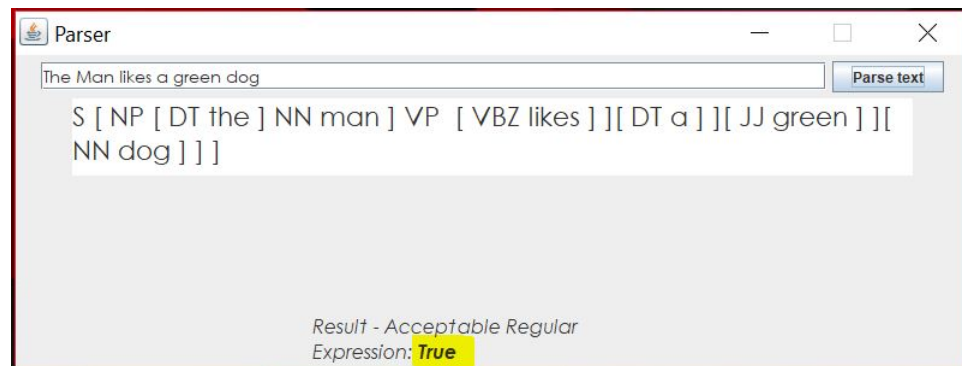 Parser
The Man likes a green dog
Parse text
S [ NP [ DT the ] NN man ] VP [ VBZ likes ] ][ DT a ] ][ JJ green ] ][
NN dog ] ] ]
Result - Acceptable Regular
Expression: True